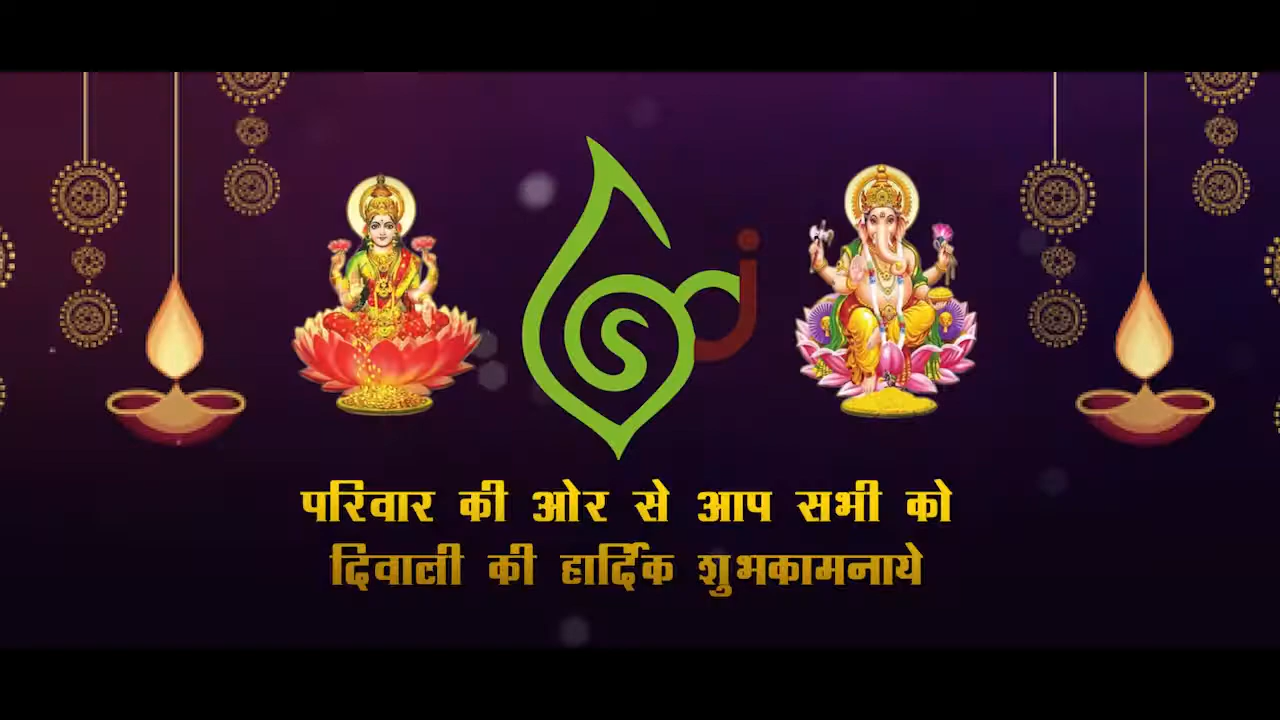 S j
परिवार की ओर से आप सभी को
दिवाली की हार्दिक शुभकामनाये